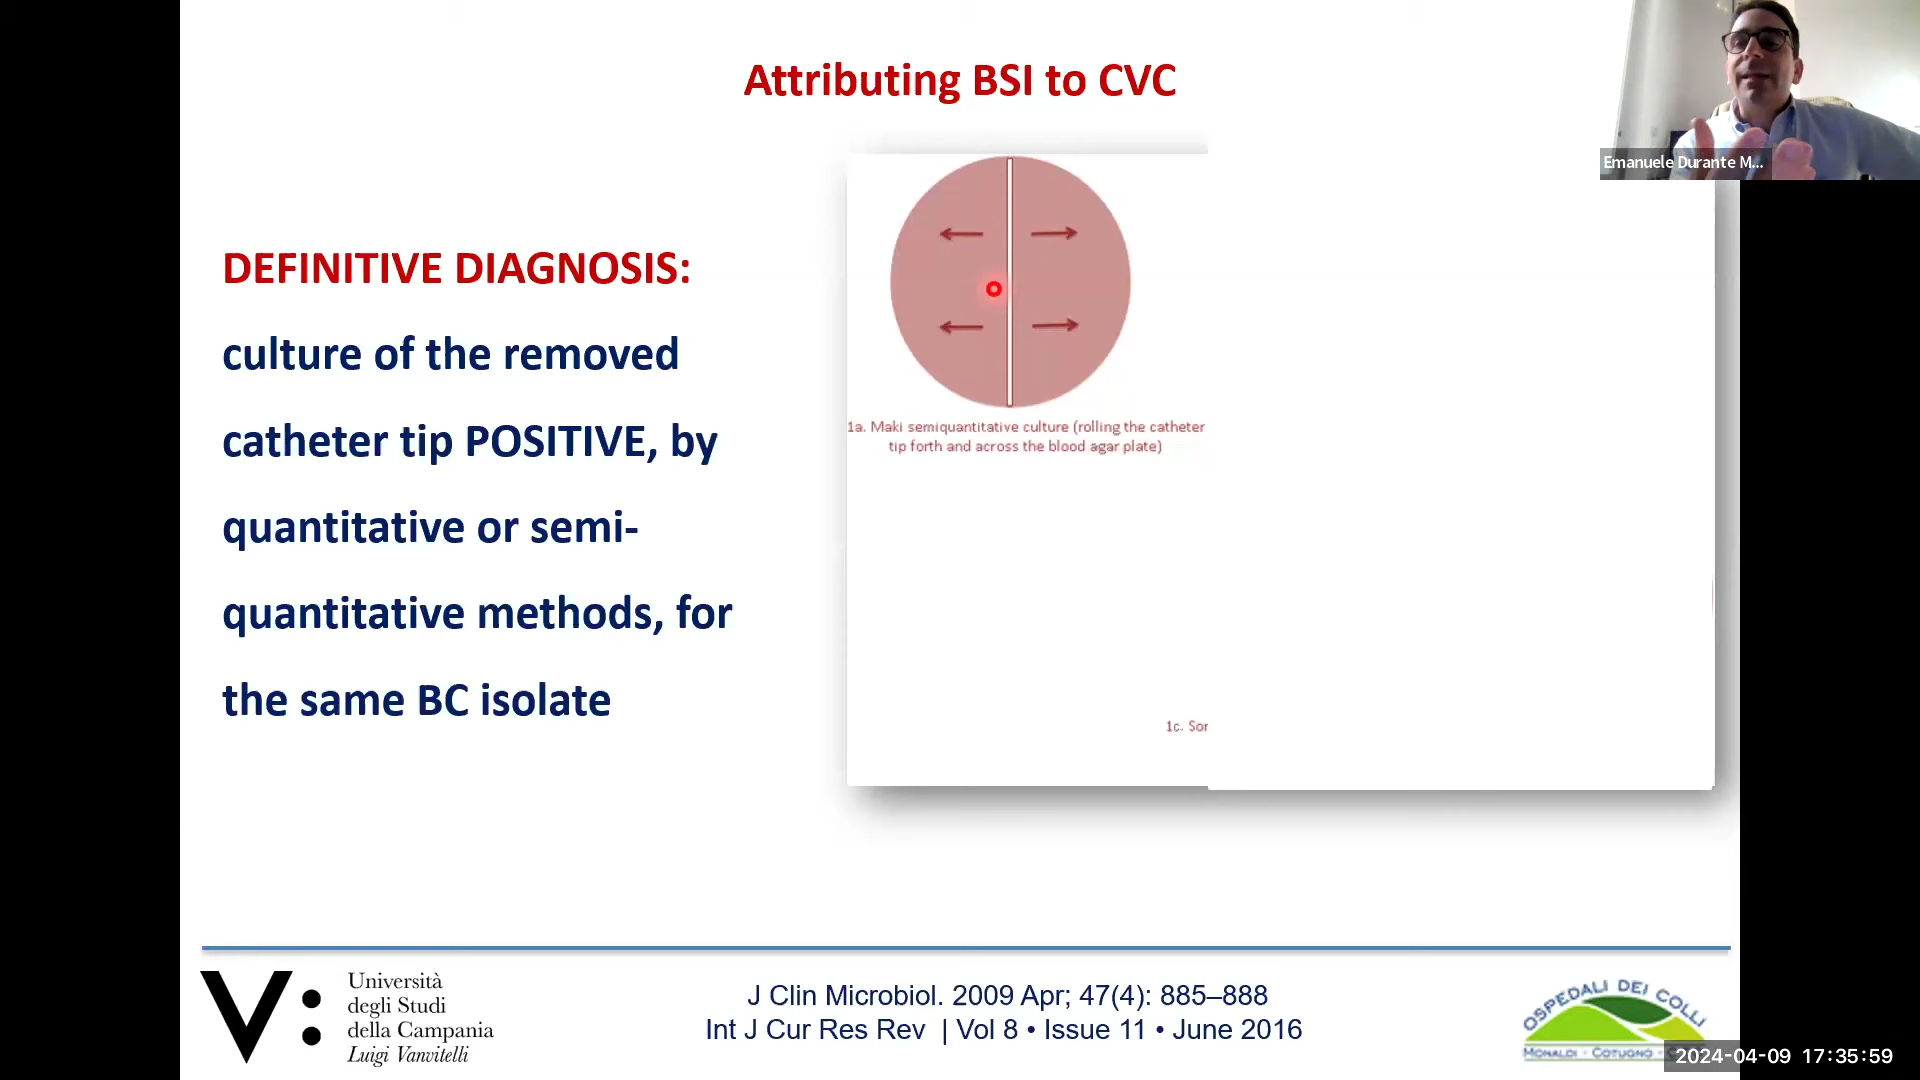 Attributing BSI to CVC
Emanuele Durante M...
DEFINITIVE DIAGNOSIS:
culture of the removed
catheter tip POSITIVE, by
quantitative or semi-
quantitative methods, for
the same BC isolate
1a. Maki semiquantitative culture (rolling the catheter
tip forth and across the blood agar plate)
1c. Sor
V:
Università
degli Studi
della Campania
Luigi Vanvitelli
J Clin Microbiol. 2009 Apr; 47(4): 885–888
Int J Cur Res Rev | Vol 8 • Issue 11 • June 2016
OSPEDALI DEI COLLI
MONALDI - COTUGNO - C
2024-04-09 17:35:59